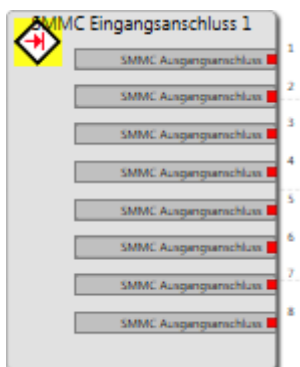 SMMC Eingangsanschluss 1
SMMC Ausgangsanschluss 1
SMMC Ausgangsanschluss 2
SMMC Ausgangsanschluss 3
SMMC Ausgangsanschluss 4
SMMC Ausgangsanschluss 5
SMMC Ausgangsanschluss 6
SMMC Ausgangsanschluss 7
SMMC Ausgangsanschluss 8